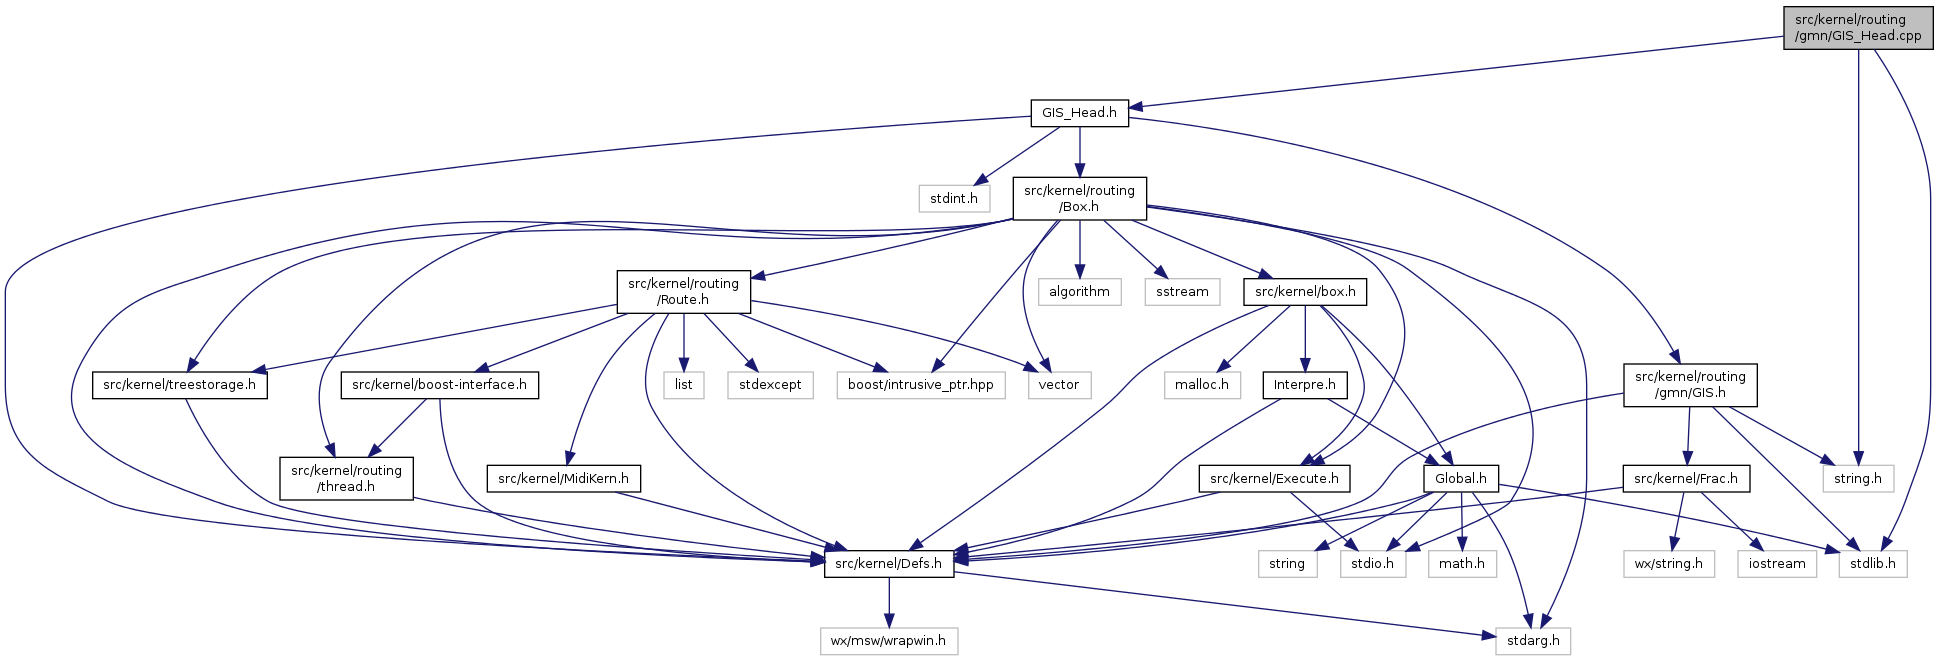 src/kernel/routing
/gmn/GIS_Head.cpp
GIS_Head.h
stdint.h
src/kernel/routing
/Box.h
src/kernel/routing
/Route.h
algorithm
sstream
src/kernel/box.h
src/kernel/treestorage.h
src/kernel/boost-interface.h
list
stdexcept
boost/intrusive_ptr.hpp
vector
malloc.h
Interpre.h
src/kernel/routing
/gmn/GIS.h
src/kernel/routing
/thread.h
src/kernel/MidiKern.h
src/kernel/Execute.h
Global.h
src/kernel/Frac.h
string.h
src/kernel/Defs.h
string
stdio.h
math.h
wx/string.h
iostream
stdlib.h
wx/msw/wrapwin.h
stdarg.h